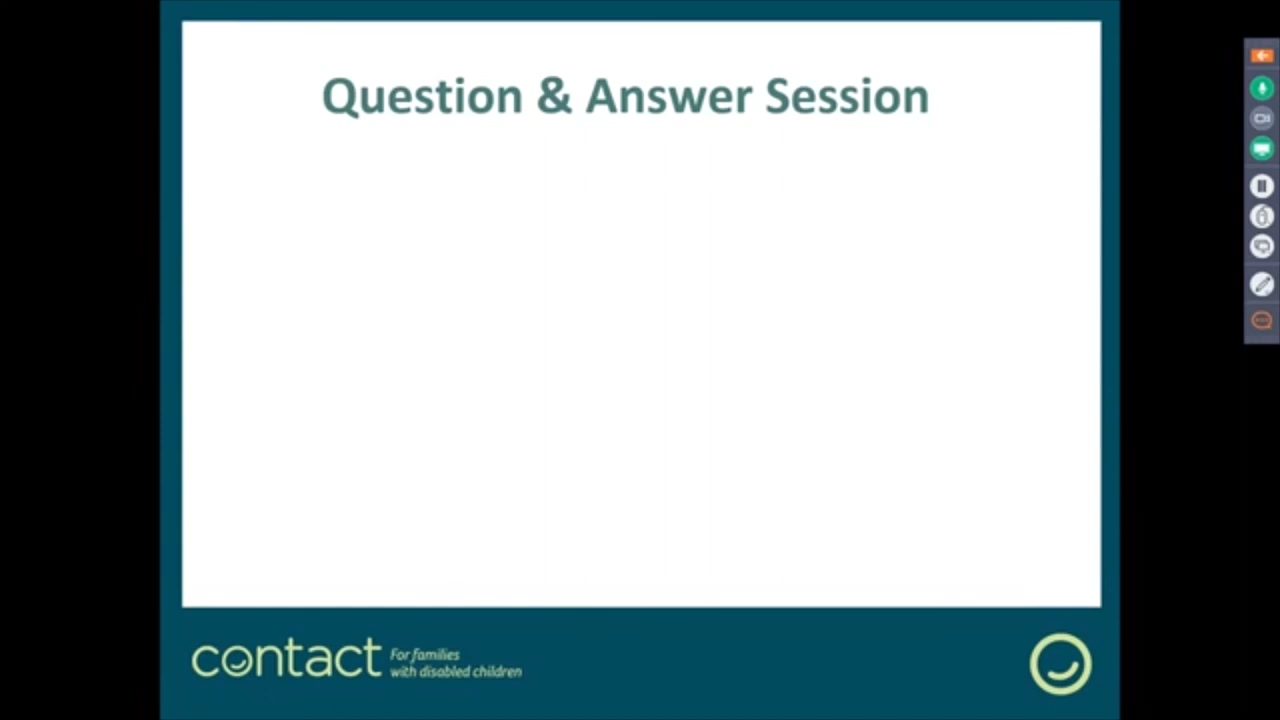 Question & Answer Session
contact
For families
with disabled children